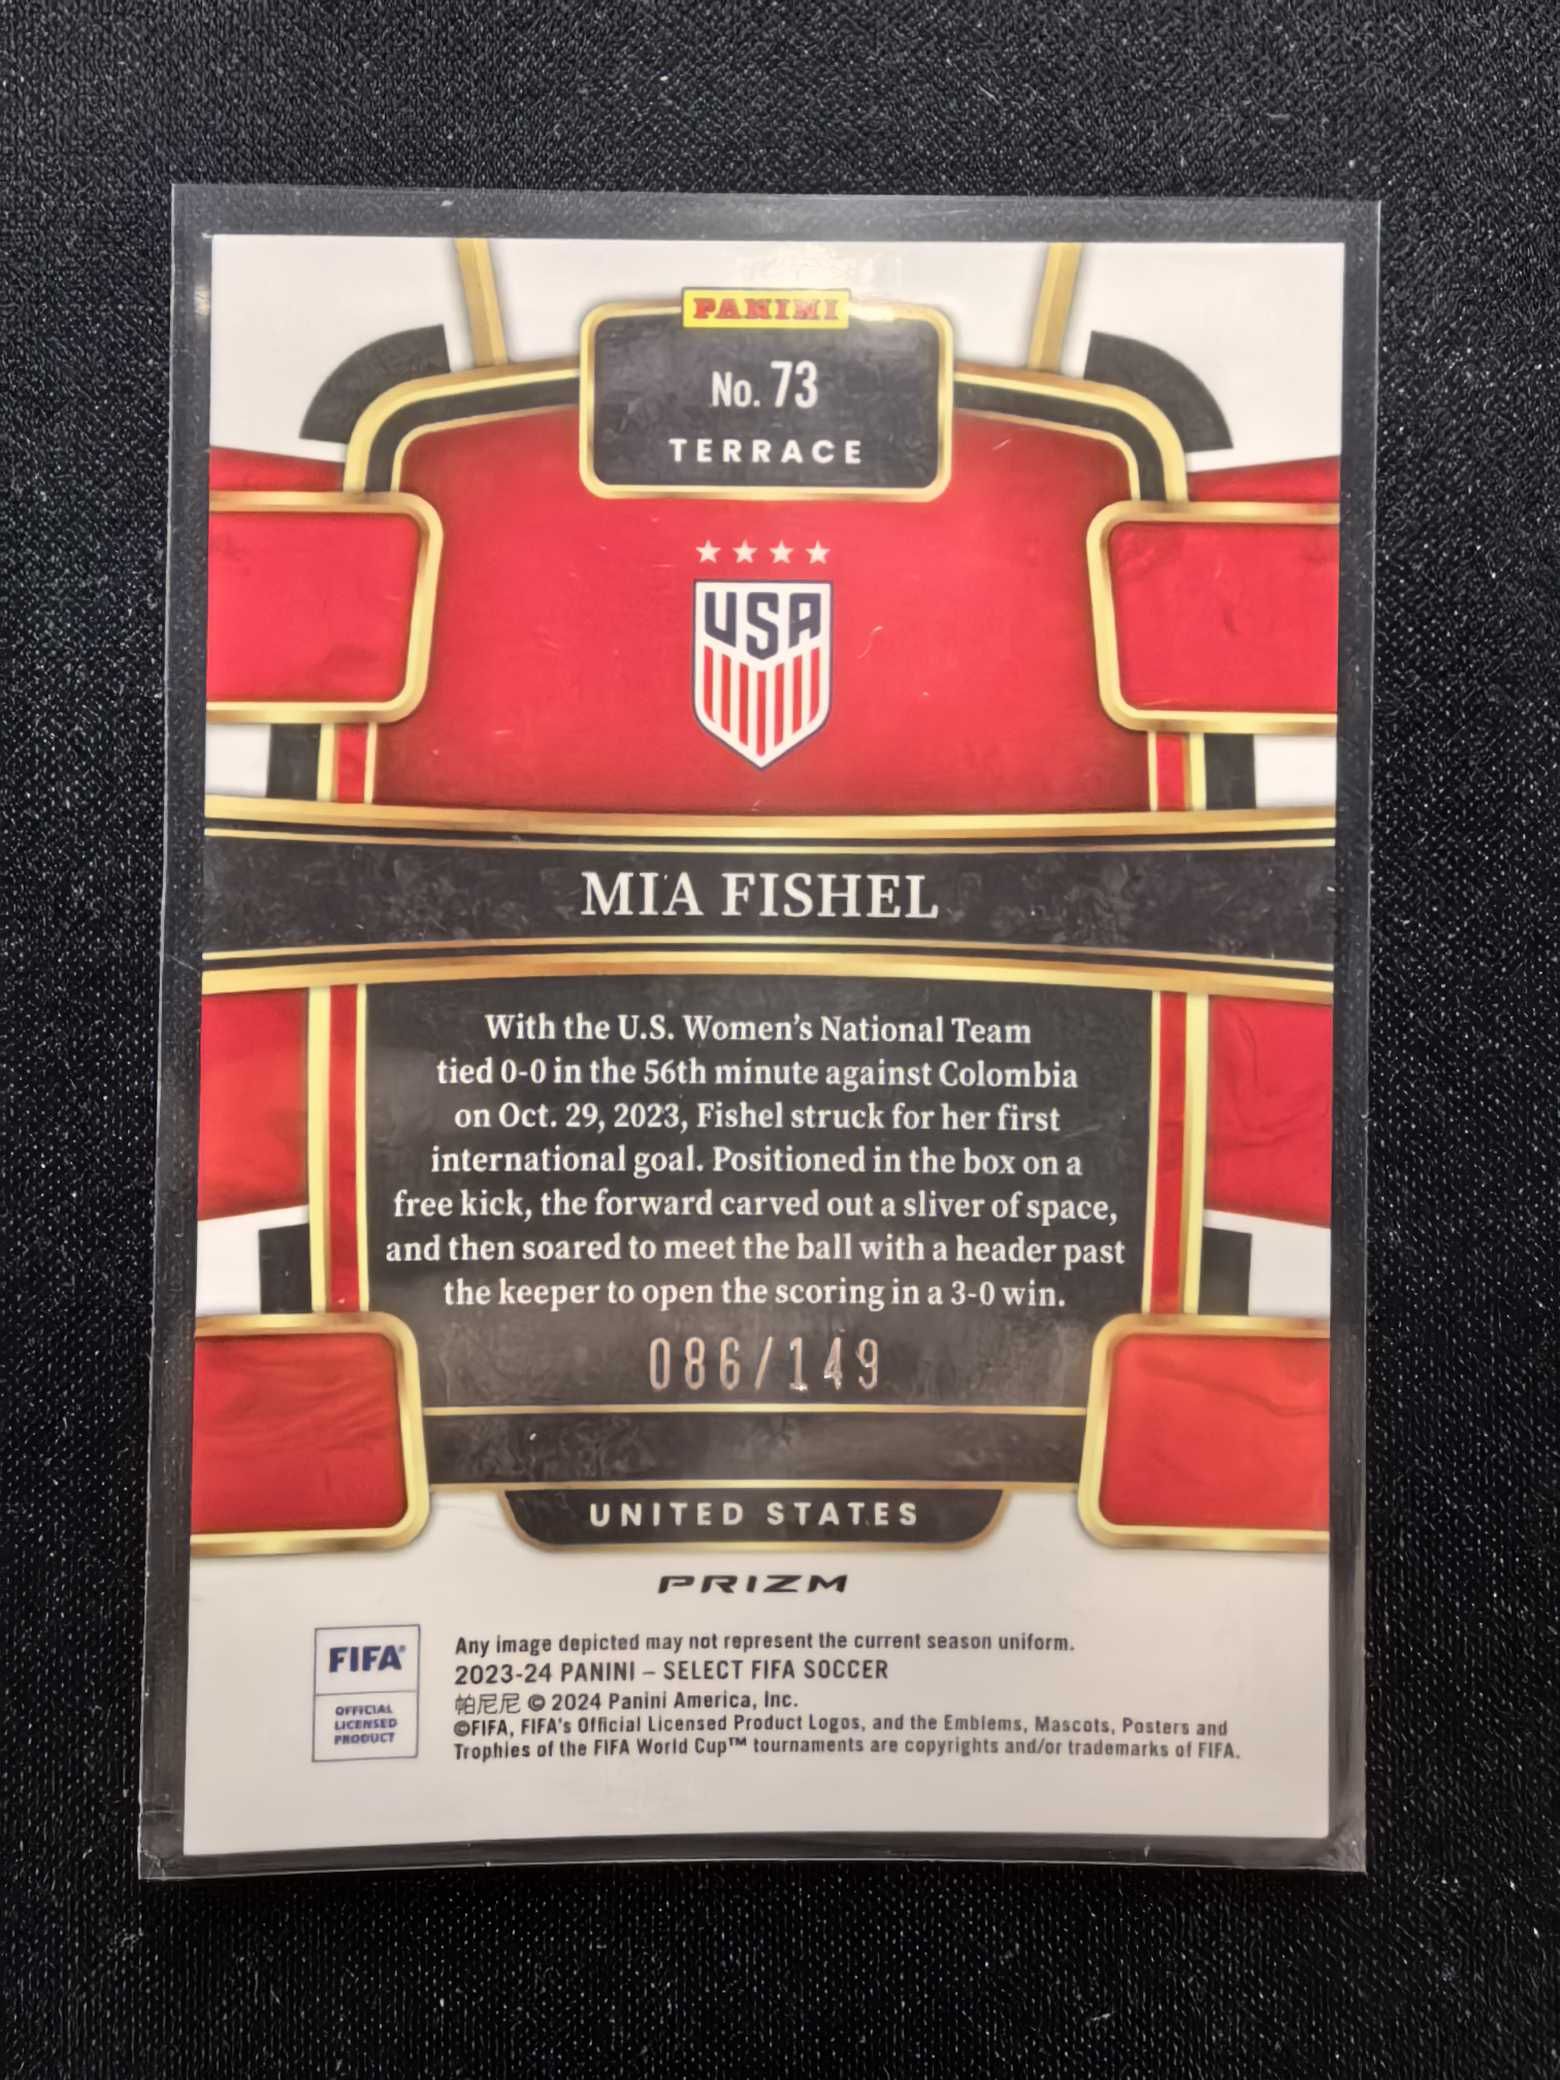 PANINI
No. 73
TERRACE
USA
MIA FISHEL
With the U.S. Women's National Team
tied 0-0 in the 56th minute against Colombia
on Oct. 29, 2023, Fishel struck for her first
international goal. Positioned in the box on a
free kick, the forward carved out a sliver of space,
and then soared to meet the ball with a header past
the keeper to open the scoring in a 3-0 win.
086/149
UNITED STATES
PRIZM
FIFA®
OFFICIAL
LICENSED
PRODUCT
Any image depicted may not represent the current season uniform.
2023-24 PANINI – SELECT FIFA SOCCER
帕尼尼 © 2024 Panini America, Inc.
©FIFA, FIFA's Official Licensed Product Logos, and the Emblems, Mascots, Posters and
Trophies of the FIFA World Cup™ tournaments are copyrights and/or trademarks of FIFA.